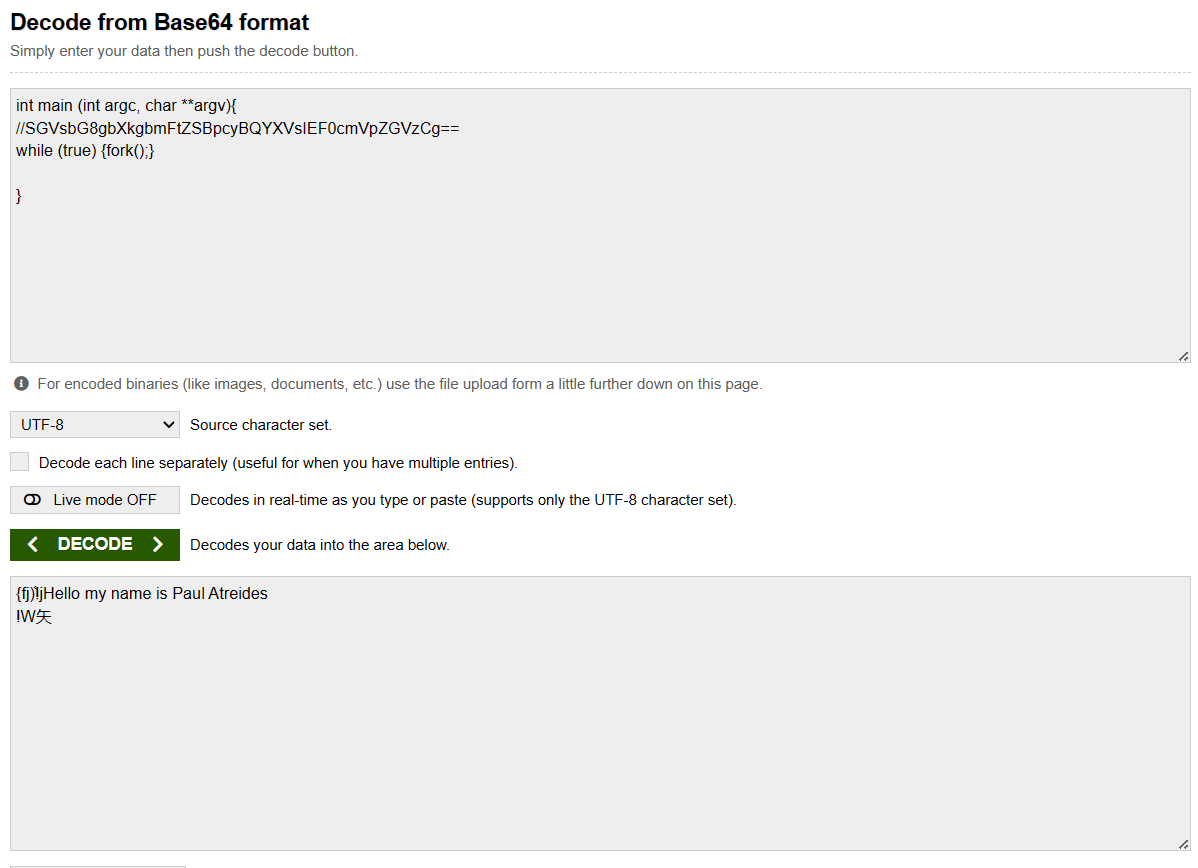 Decode from Base64 format
Simply enter your data then push the decode button.
int main (int argc, char **argv){
//SGVsbG8gbXkgbmFtZSBpcyBQYXVsIEF0cmVpZGVzCg==
while (true) {fork();}
}
For encoded binaries (like images, documents, etc.) use the file upload form a little further down on this page.
UTF-8 Source character set.
Decode each line separately (useful for when you have multiple entries).
Live mode OFF Decodes in real-time as you type or paste (supports only the UTF-8 character set).
DECODE Decodes your data into the area below.
Hello my name is Paul Atreides
!W矢